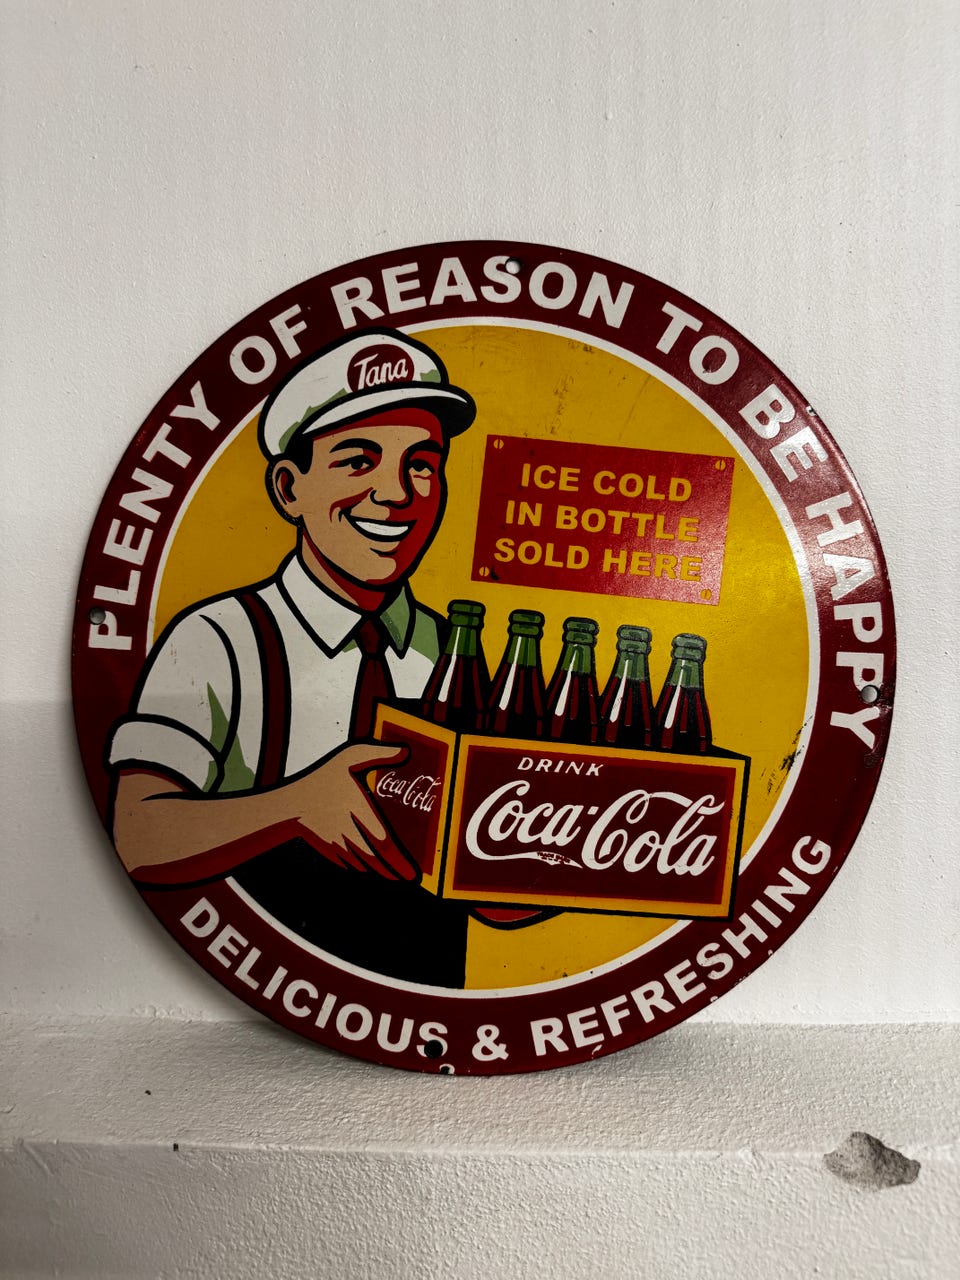 PLENTY OF REASON TO BE HAPPY
Tana
ICE COLD
IN BOTTLE
SOLD HERE
DRINK
Coca-Cola
Coca-Cola
DELICIOUS & REFRESHING